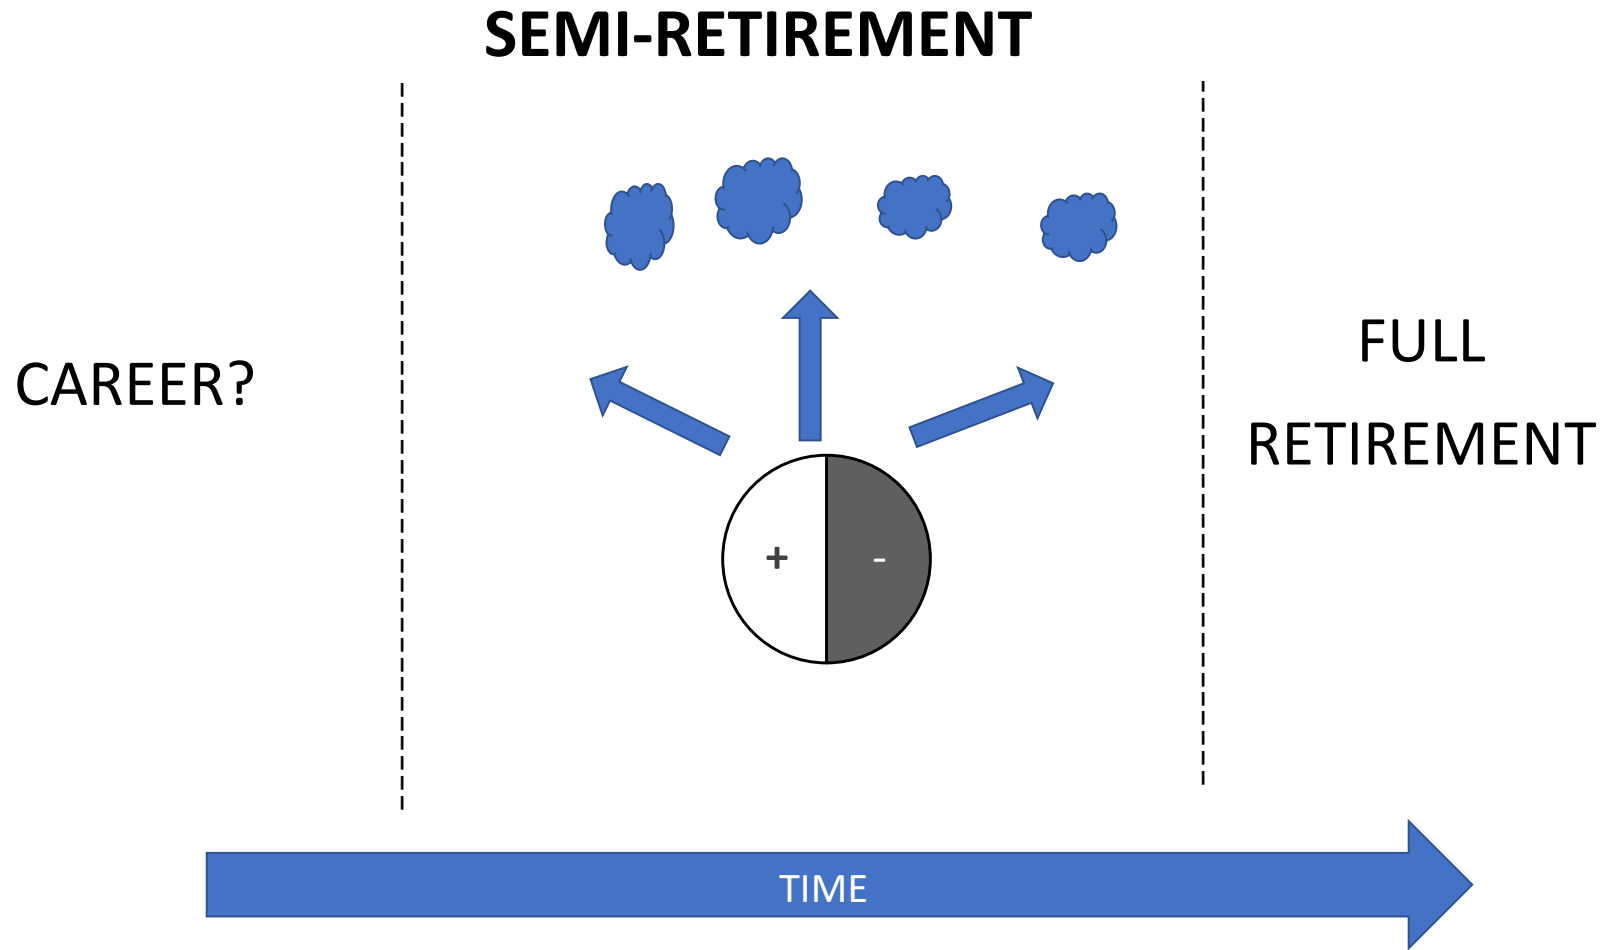 SEMI-RETIREMENT
CAREER?
FULL
RETIREMENT
+ -
TIME